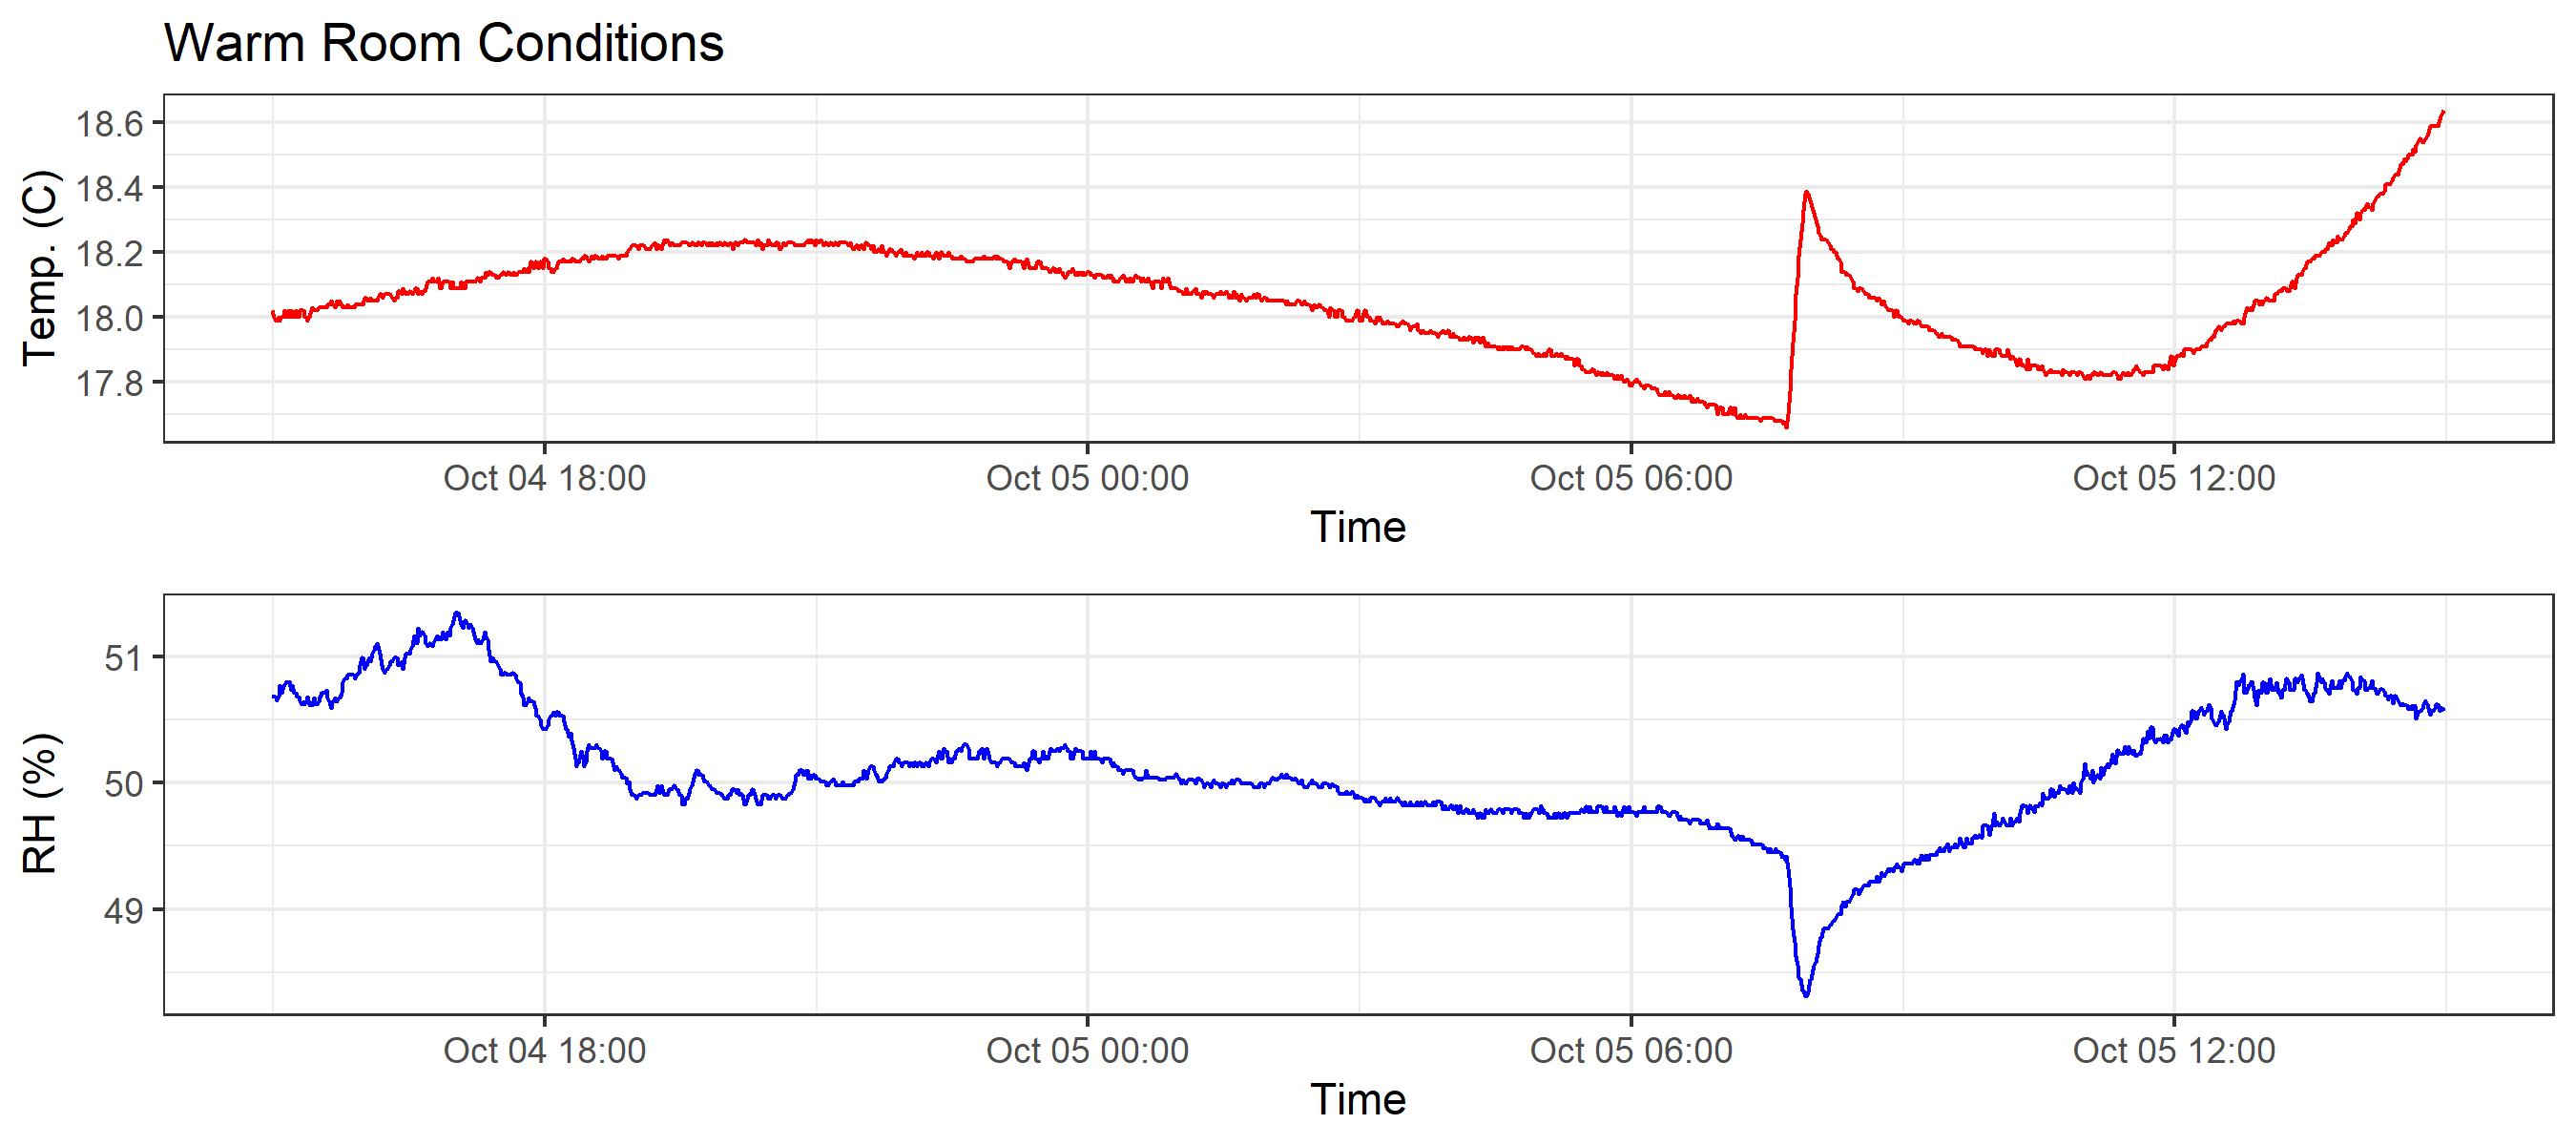 Warm Room Conditions
18.6
18.4
18.2
18.0
17.8
Temp. (C)
Oct 04 18:00 Oct 05 00:00 Oct 05 06:00 Oct 05 12:00
Time
51
50
49
RH (%)
Oct 04 18:00 Oct 05 00:00 Oct 05 06:00 Oct 05 12:00
Time